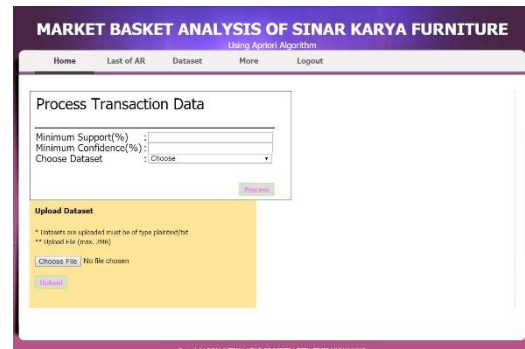 MARKET BASKET ANALYSIS OF SINAR KARYA FURNITURE
Using Apriori Algorithm
Home Last of AR Dataset More Logout
Process Transaction Data
Minimum Support(%) :
Minimum Confidence(%) :
Choose Dataset : Choose
Process
Upload Dataset
* Datasets are uploaded must be of type plaintext/txt
** Upload File (max. 2MB)
Choose File No file chosen
Upload